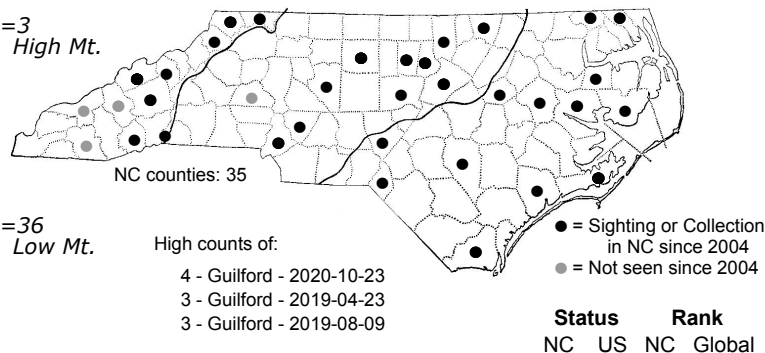 =3
High Mt.
NC counties: 35
=36
Low Mt.
High counts of:
4 - Guilford - 2020-10-23
3 - Guilford - 2019-04-23
3 - Guilford - 2019-08-09
= Sighting or Collection
in NC since 2004
= Not seen since 2004
Status Rank
NC US NC Global